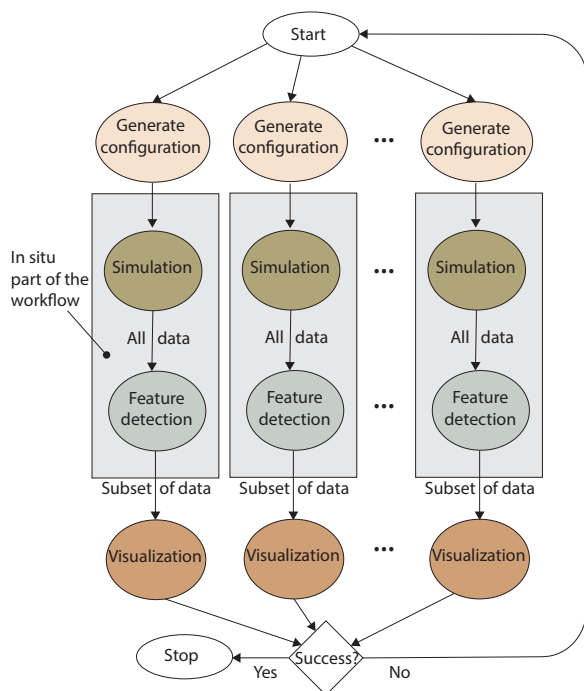 Start
Generate
configuration
Generate
configuration
...
Generate
configuration
In situ
part of the
workflow
Simulation
Simulation
...
Simulation
All data
All data
All data
Feature
detection
Feature
detection
...
Feature
detection
Subset of data
Subset of data
Subset of data
Visualization
Visualization
...
Visualization
Success?
Stop
Yes
No